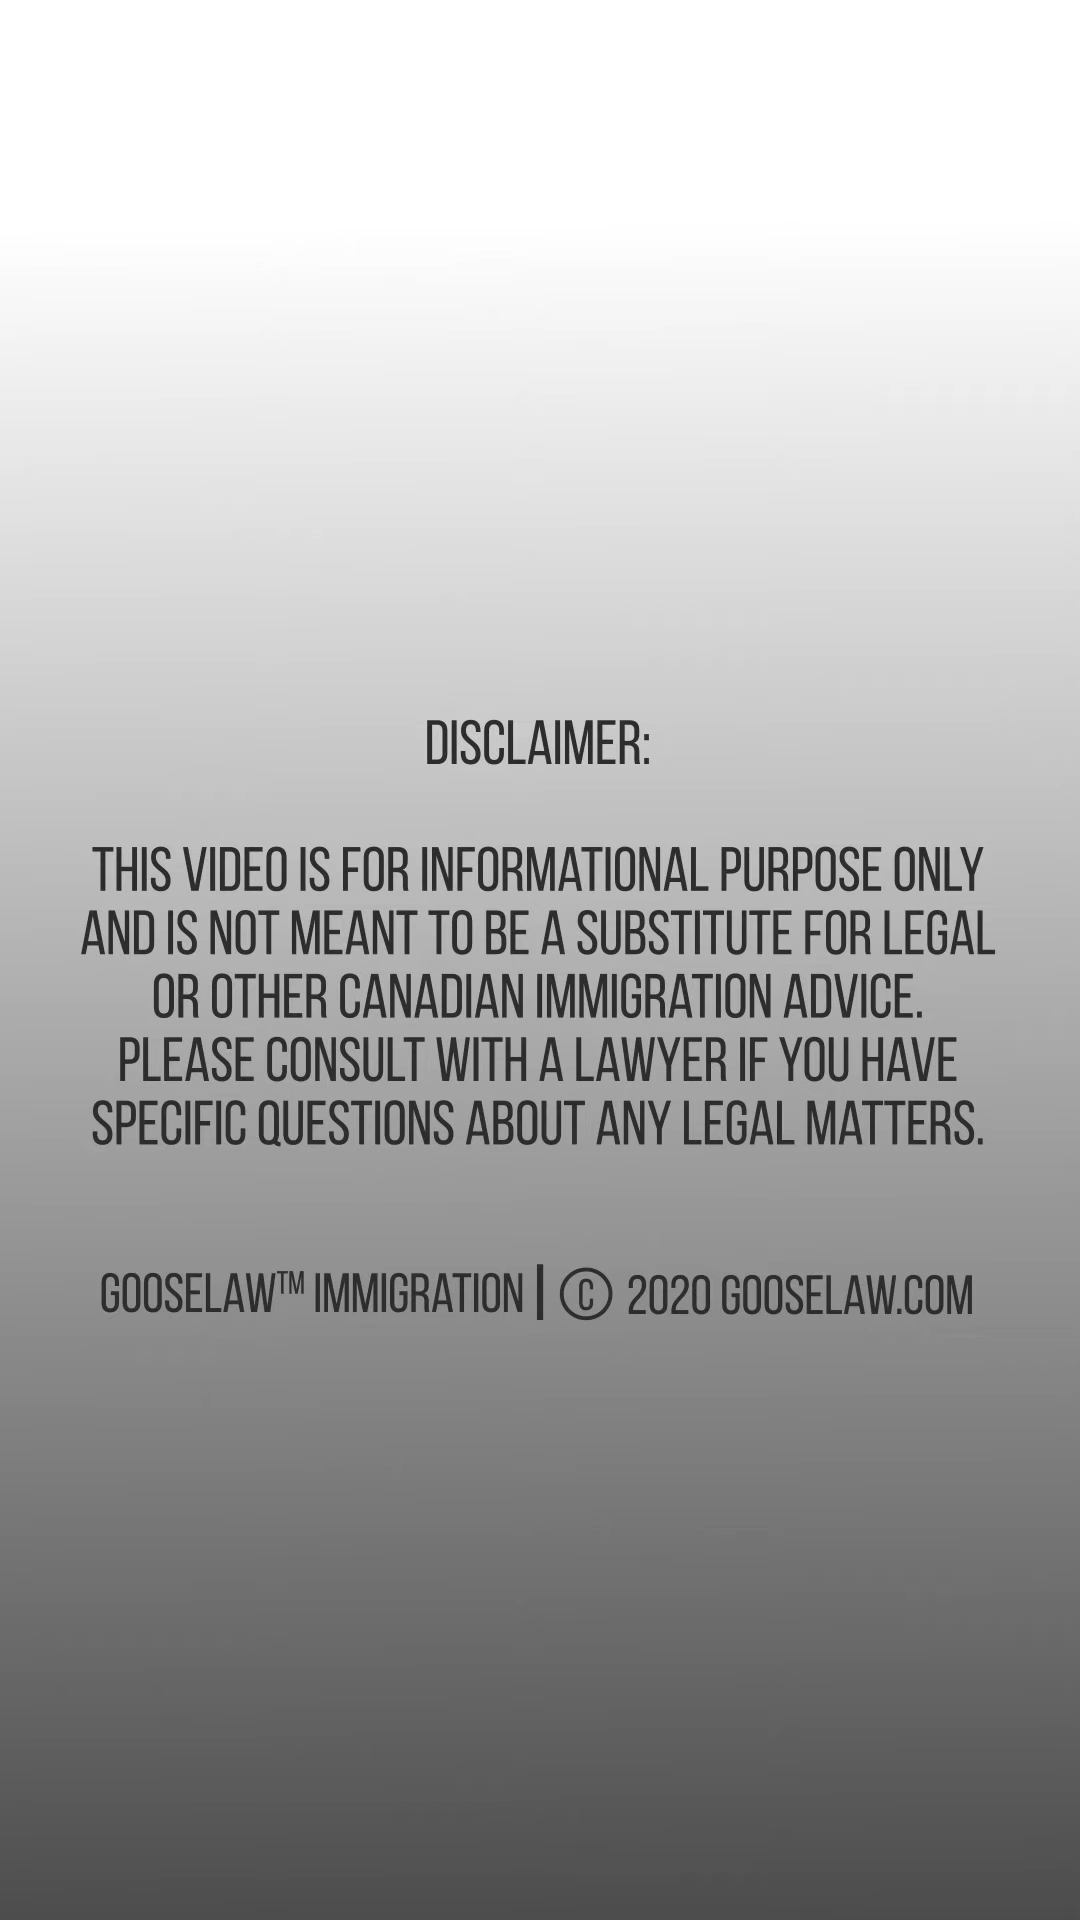 DISCLAIMER:
THIS VIDEO IS FOR INFORMATIONAL PURPOSE ONLY
AND IS NOT MEANT TO BE A SUBSTITUTE FOR LEGAL
OR OTHER CANADIAN IMMIGRATION ADVICE.
PLEASE CONSULT WITH A LAWYER IF YOU HAVE
SPECIFIC QUESTIONS ABOUT ANY LEGAL MATTERS.
GOOSELAW™ IMMIGRATION | © 2020 GOOSELAW.COM